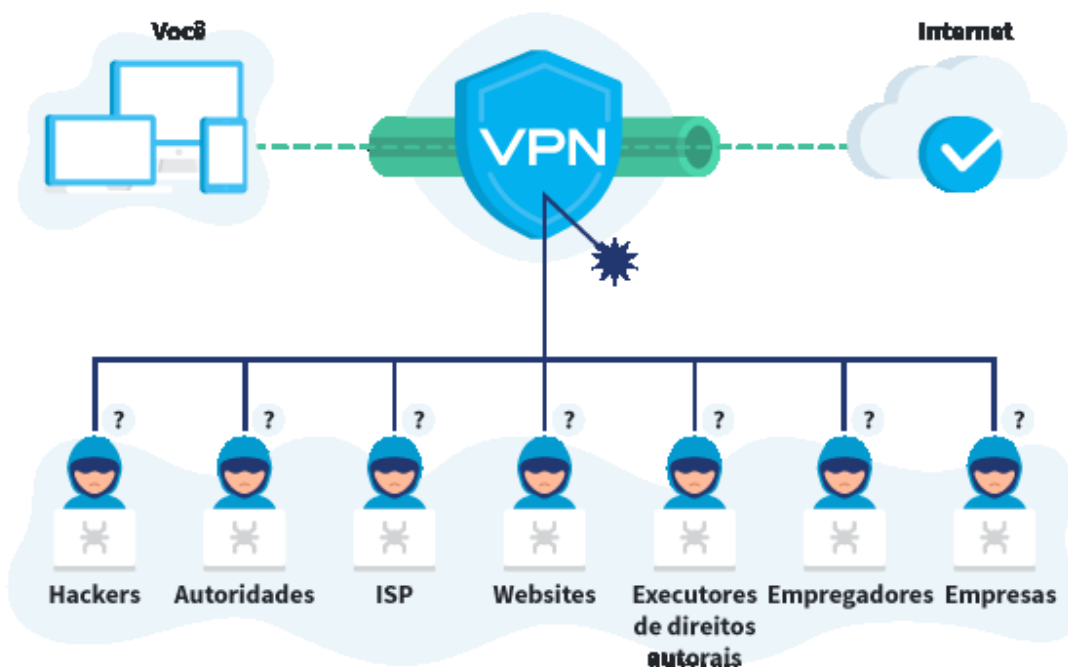 Você
Internet
VPN
? ? ? ? ? ? ?
Hackers
Autoridades
ISP
Websites
Executores
de direitos
autorais
Empregadores
Empresas